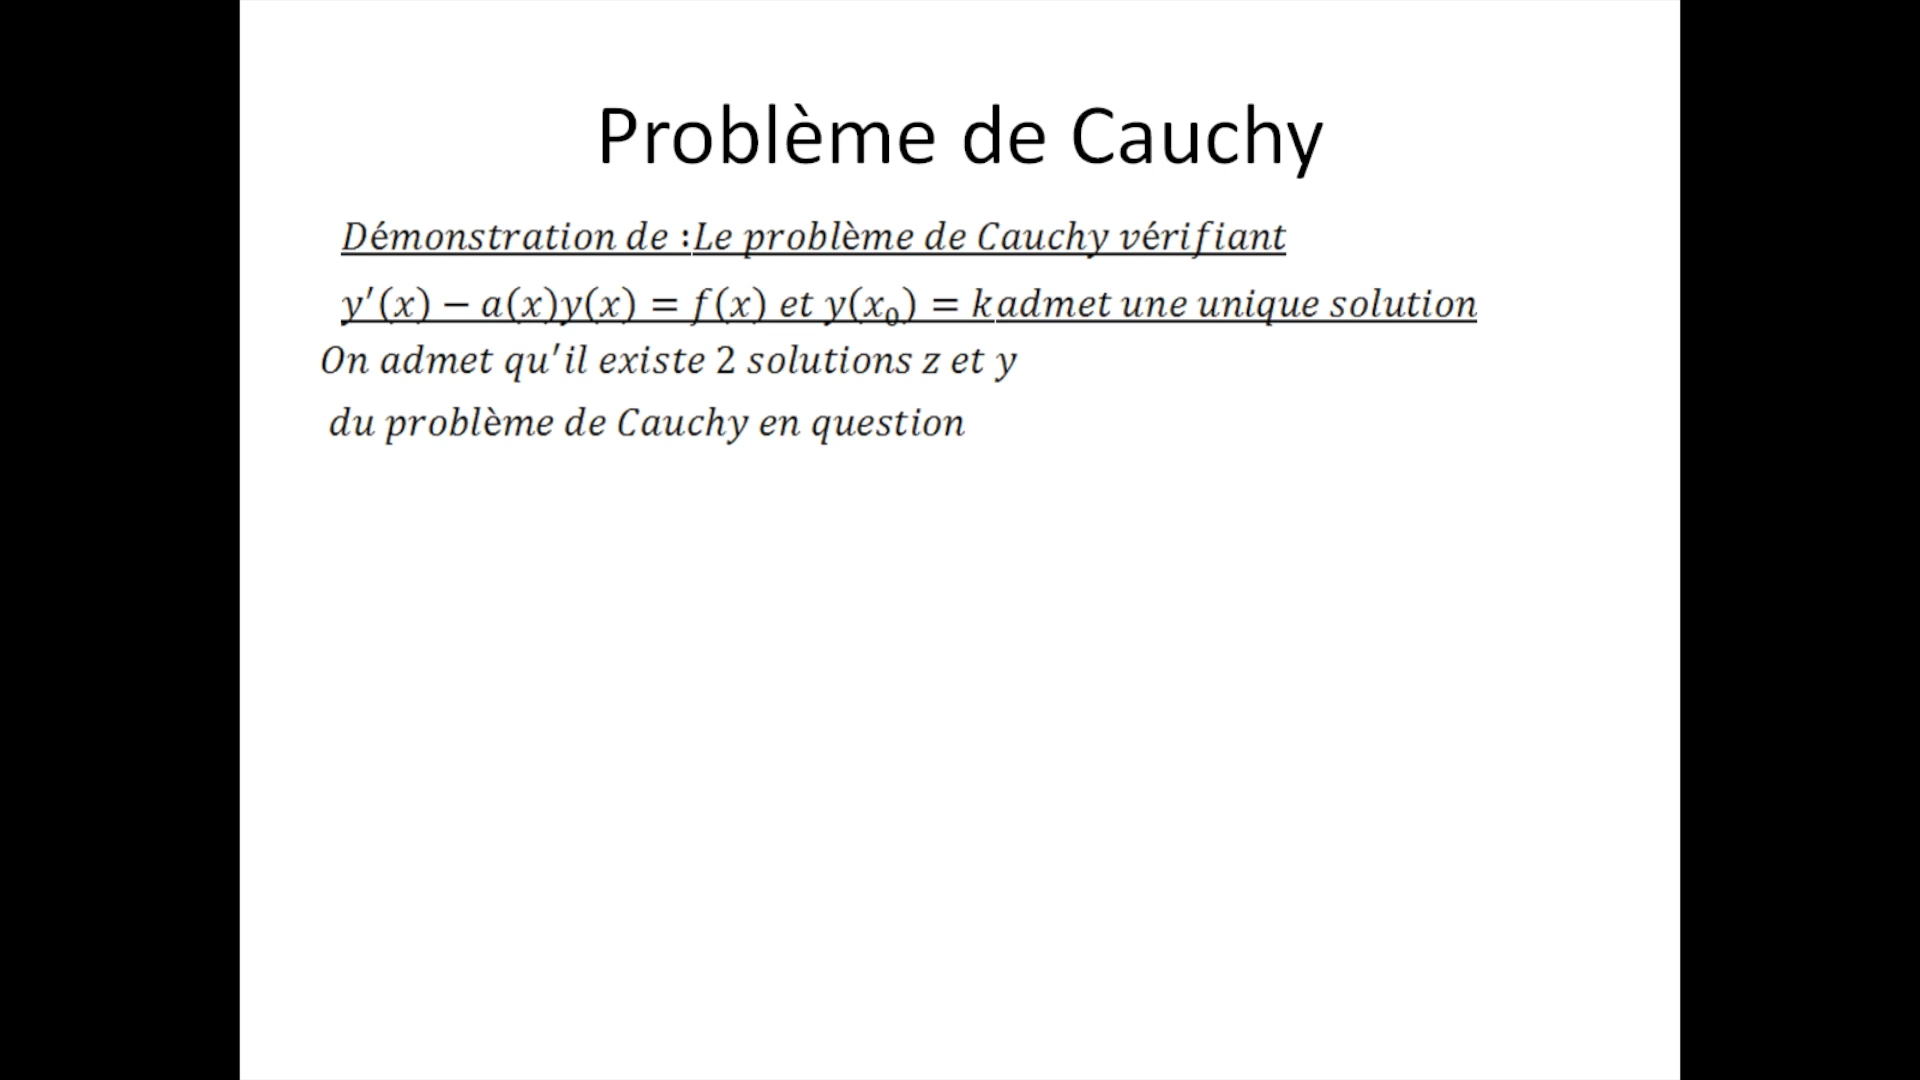 Problème de Cauchy
Démonstration de :Le problème de Cauchy vérifiant
y′(x) − a(x)y(x) = f(x) et y(x₀) = k admet une unique solution
On admet qu′il existe 2 solutions z et y
du problème de Cauchy en question